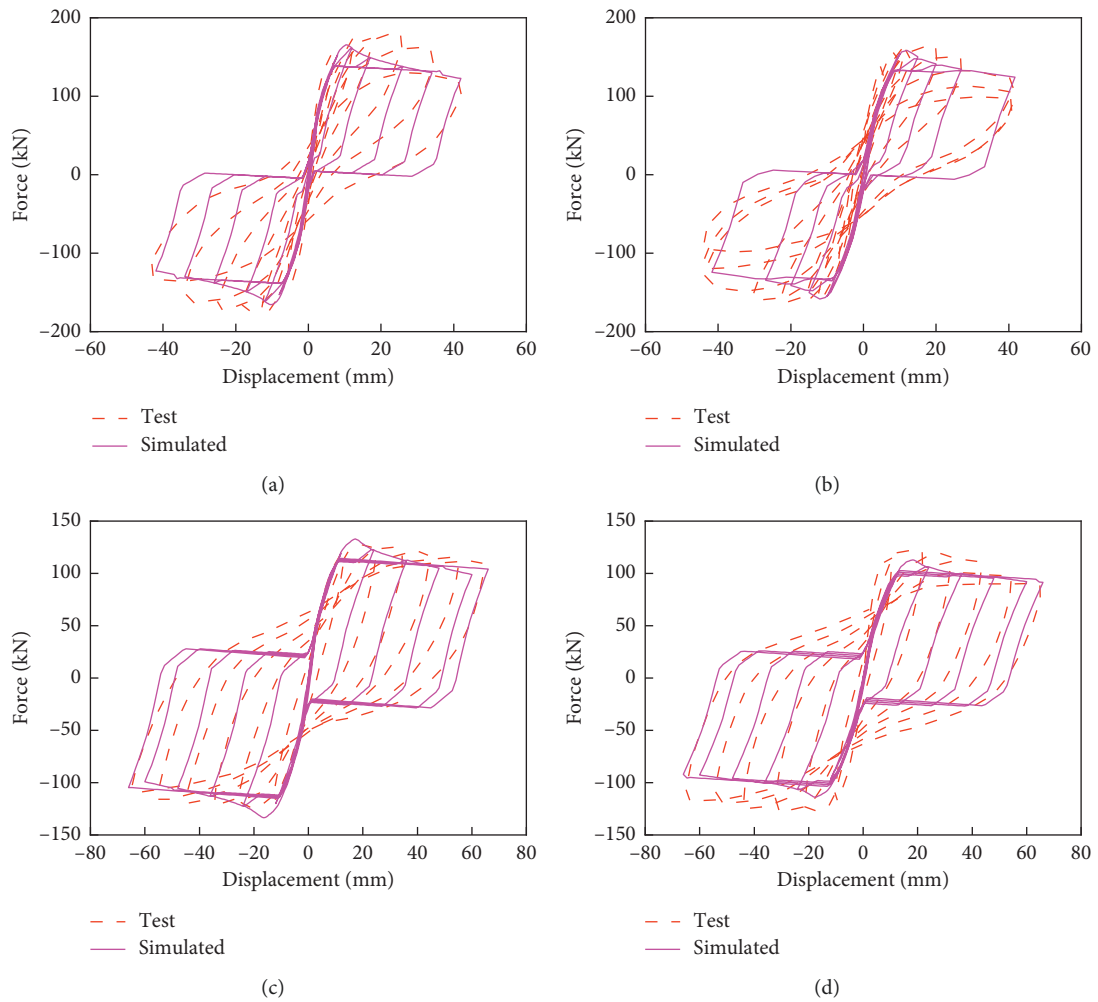 200
100
0
–100
–200
Force (kN)
–60 –40 –20 0 20 40 60
Displacement (mm)
Test
Simulated
(a)
200
100
0
–100
–200
Force (kN)
–60 –40 –20 0 20 40 60
Displacement (mm)
Test
Simulated
(b)
150
100
50
0
–50
–100
–150
Force (kN)
–80 –60 –40 –20 0 20 40 60 80
Displacement (mm)
Test
Simulated
(c)
150
100
50
0
–50
–100
–150
Force (kN)
–80 –60 –40 –20 0 20 40 60 80
Displacement (mm)
Test
Simulated
(d)